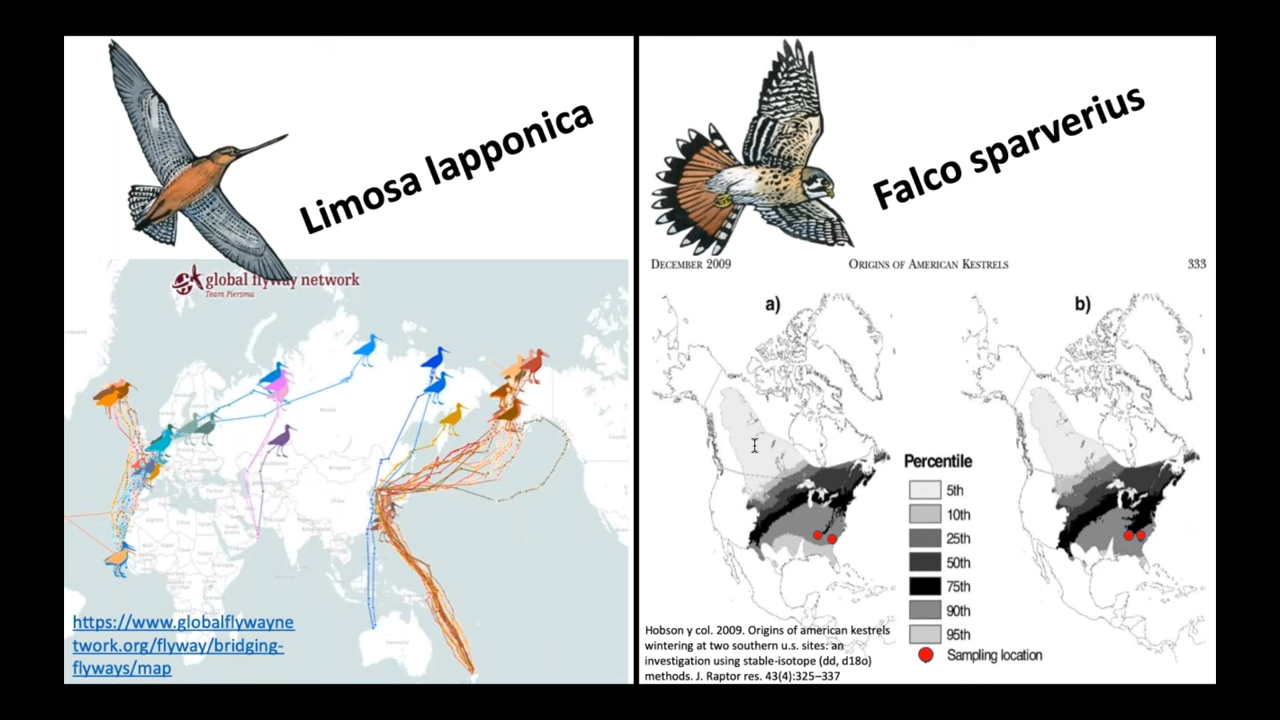 Limosa lapponica
global flyway network
Team Piersma
Russia
China
https://www.globalflywayne
twork.org/flyway/bridging-
flyways/map
Falco sparverius
DECEMBER 2009
ORIGINS OF AMERICAN KESTRELS
333
a)
b)
Percentile
5th
10th
25th
50th
75th
90th
95th
Sampling location
Hobson y col. 2009. Origins of american kestrels
wintering at two southern u.s. sites: an
investigation using stable-isotope (dd, d18o)
methods. J. Raptor res. 43(4):325–337